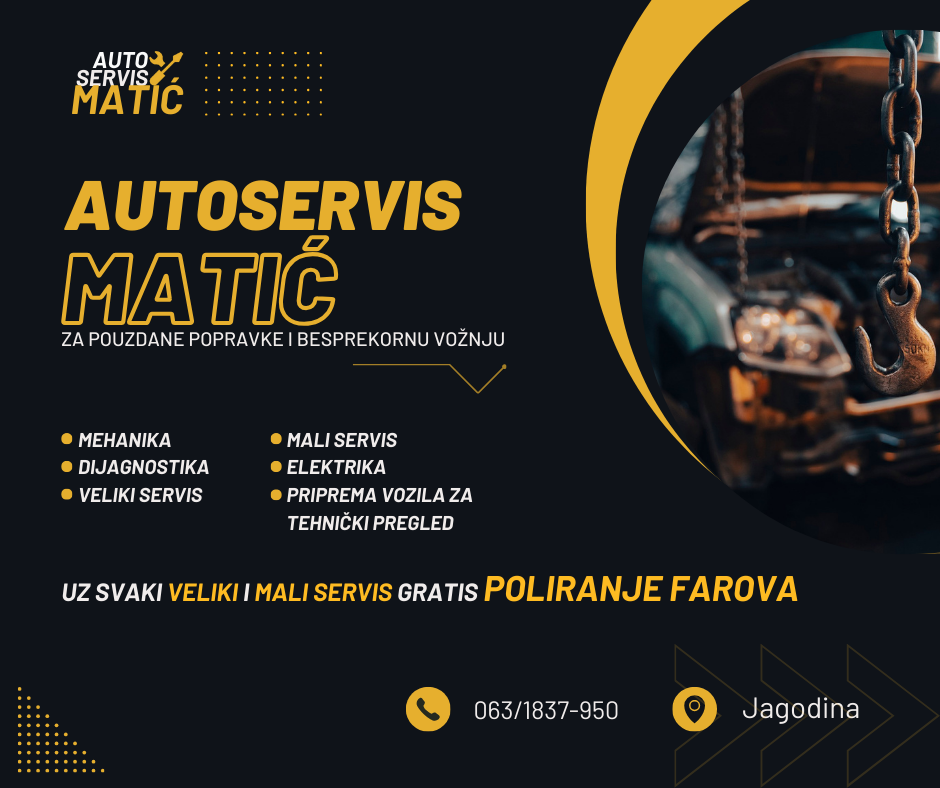 AUTO
SERVIS
MATIĆ
AUTOSERVIS
MATIĆ
ZA POUZDANE POPRAVKE I BESPREKORNU VOŽNJU
MEHANIKA
DIJAGNOSTIKA
VELIKI SERVIS
MALI SERVIS
ELEKTRIKA
PRIPREMA VOZILA ZA
TEHNIČKI PREGLED
UZ SVAKI VELIKI I MALI SERVIS GRATIS POLIRANJE FAROVA
063/1837-950
Jagodina